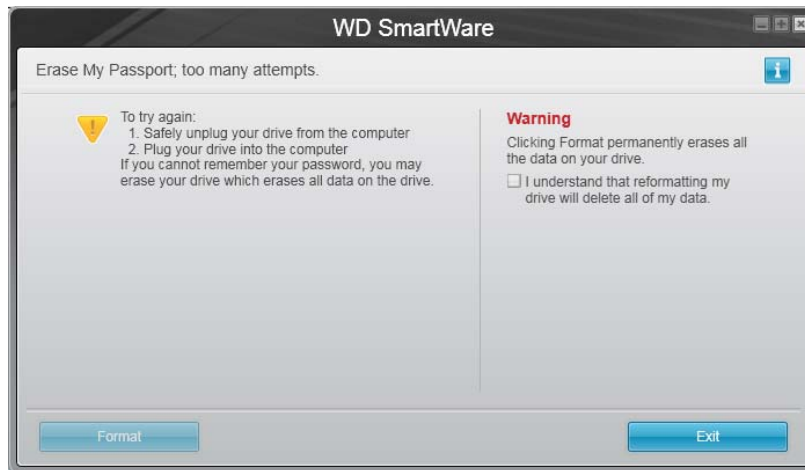 WD SmartWare
Erase My Passport; too many attempts.
To try again:
1. Safely unplug your drive from the computer
2. Plug your drive into the computer
If you cannot remember your password, you may
erase your drive which erases all data on the drive.
Warning
Clicking Format permanently erases all
the data on your drive.
I understand that reformatting my
drive will delete all of my data.
Format
Exit